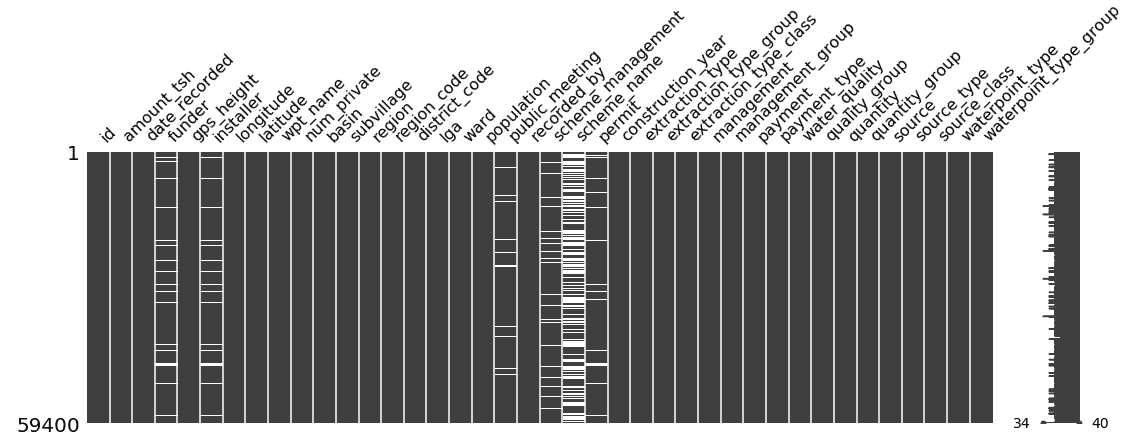 id
amount_tsh
date_recorded
funder
gps_height
installer
longitude
latitude
wpt_name
num_private
basin
subvillage
region
region_code
district_code
lga
ward
population
public_meeting
recorded_by
scheme_management
scheme_name
permit
construction_year
extraction_type
extraction_type_group
extraction_type_class
management
management_group
payment
payment_type
water_quality
quality_group
quantity
quantity_group
source
source_type
source_class
waterpoint_type
waterpoint_type_group
1
59400
34
40